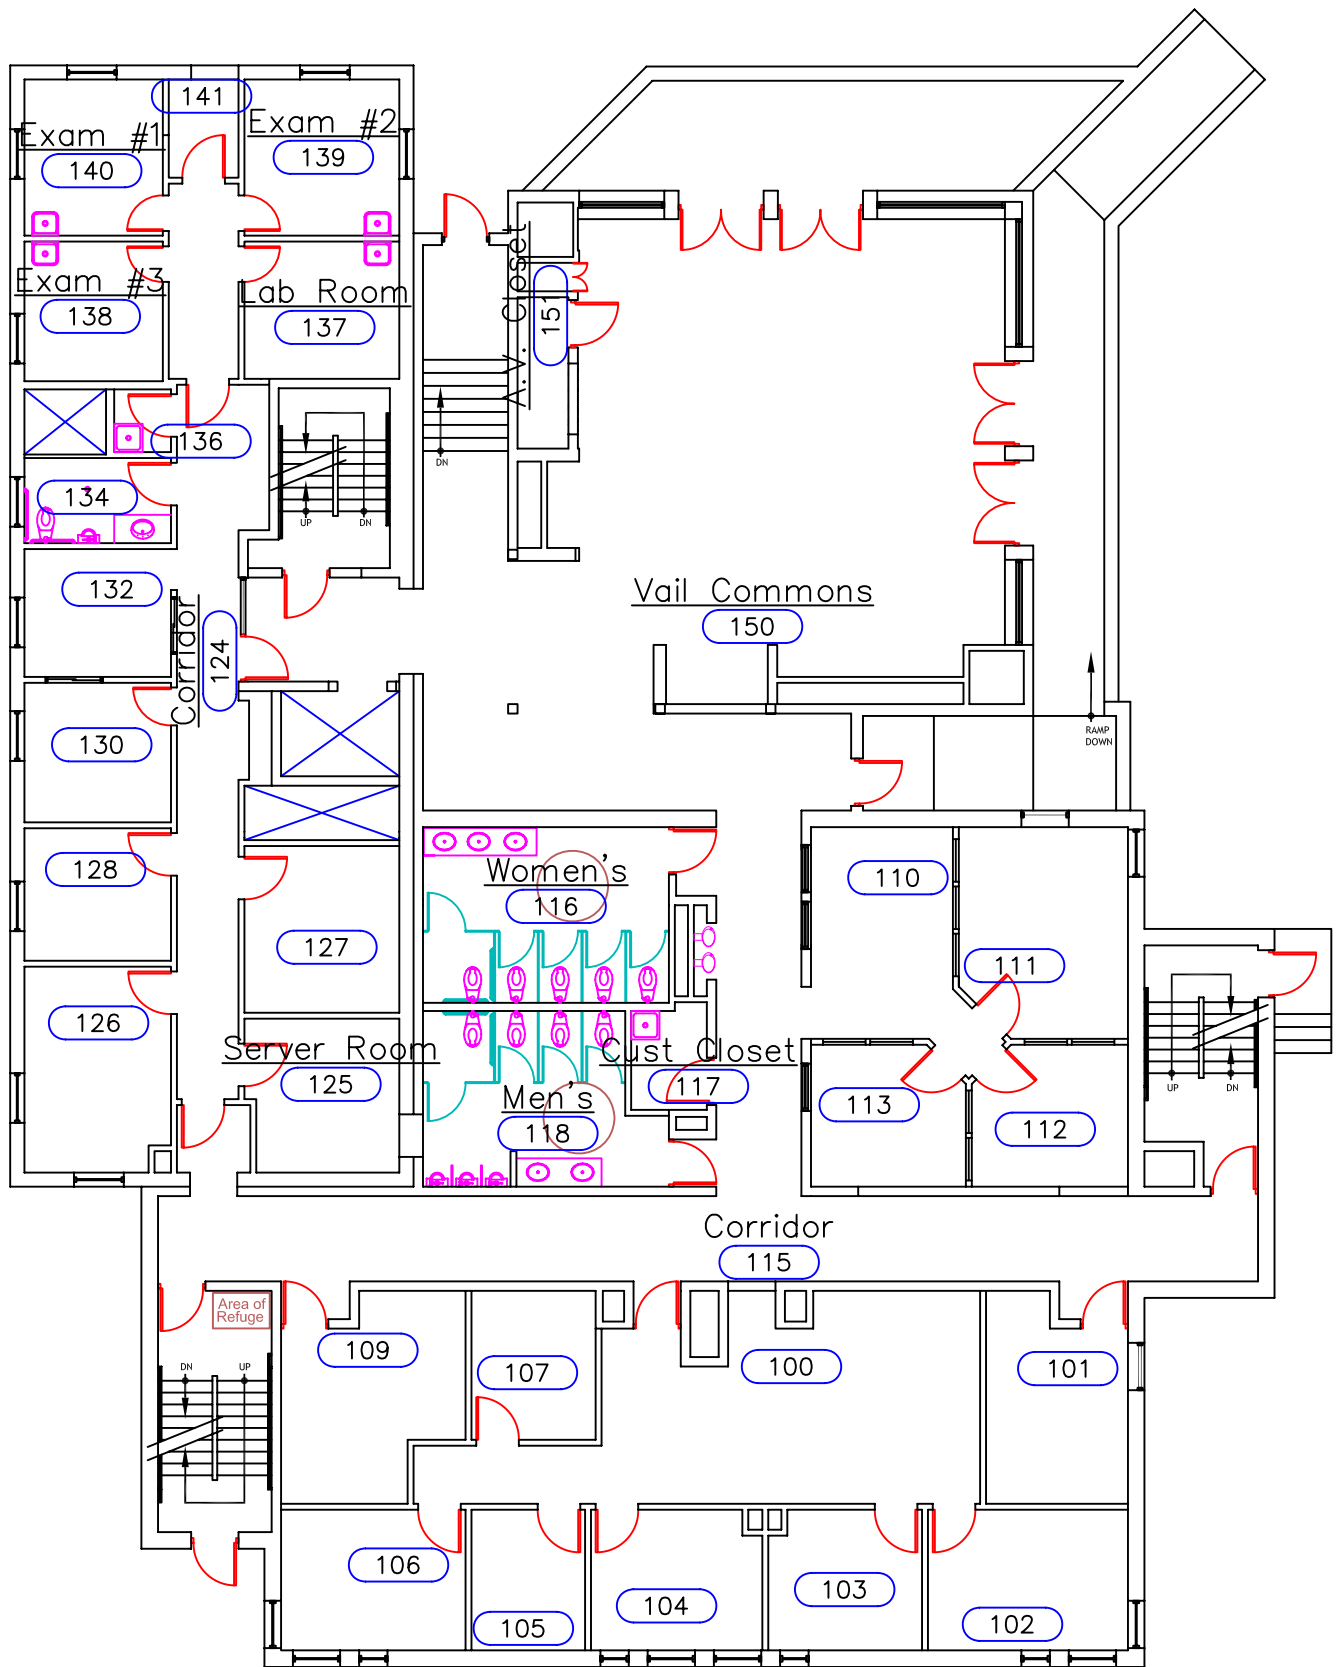 141
Exam #1
140
Exam #2
139
Exam #3
138
Lab Room
137
A.V. Closet
151
DN
136
134
UP
DN
132
Vail Commons
150
Corridor
124
RAMP
DOWN
130
128
Women's
116
110
127
111
126
Server Room
125
Cust Closet
117
Men's
118
113
112
UP
DN
Corridor
115
Area of
Refuge
109
107
100
101
DN
UP
106
105
104
103
102